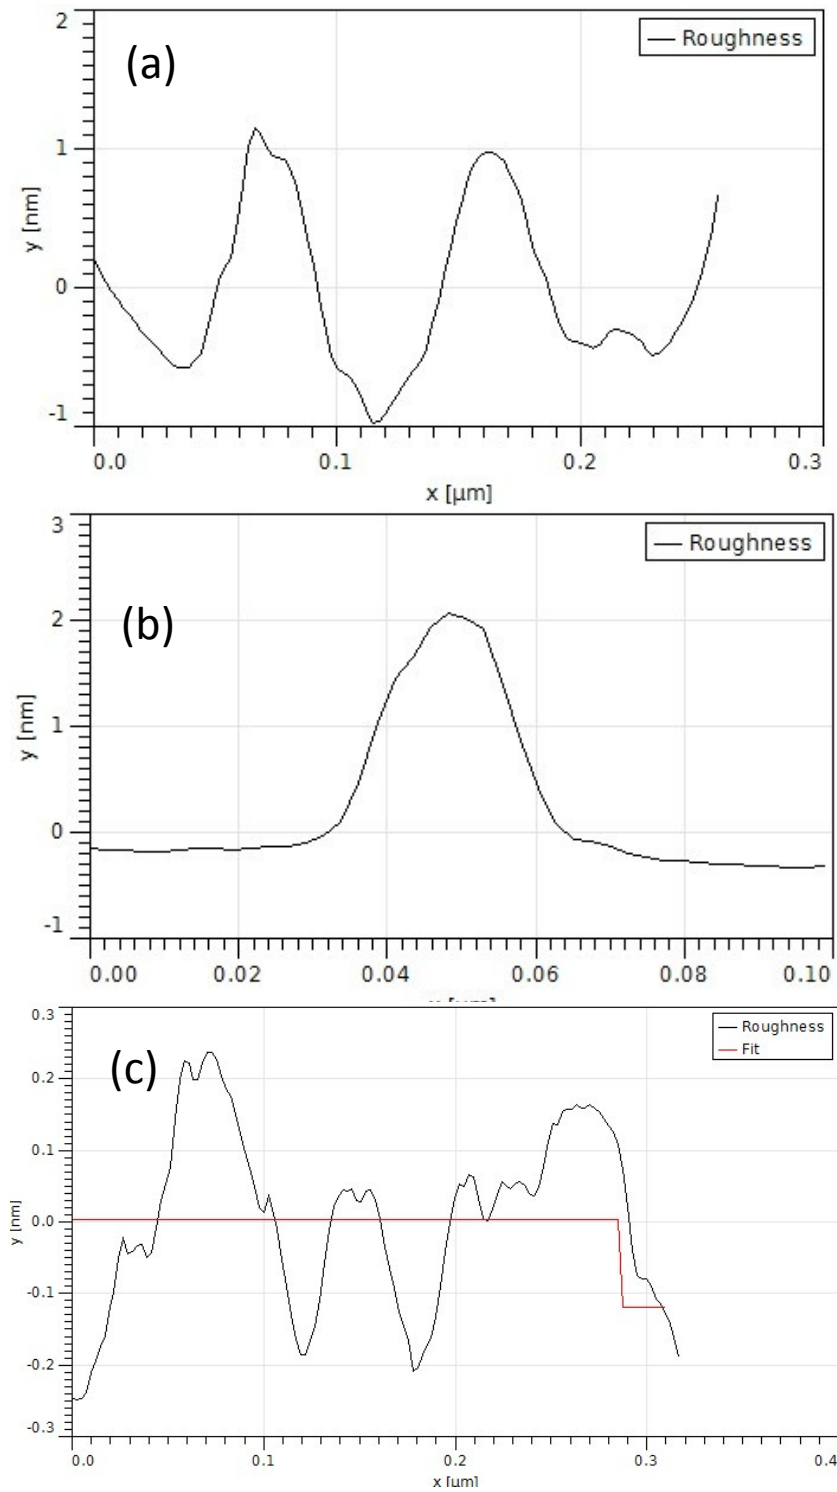 (a)
Roughness
2
1
0
-1
y [nm]
0.0 0.1 0.2 0.3
x [µm]
(b)
Roughness
3
2
1
0
-1
y [nm]
0.00 0.02 0.04 0.06 0.08 0.10
(c)
Roughness
Fit
0.3
0.2
0.1
0.0
-0.1
-0.2
-0.3
y [nm]
0.0 0.1 0.2 0.3 0.4
x [µm]